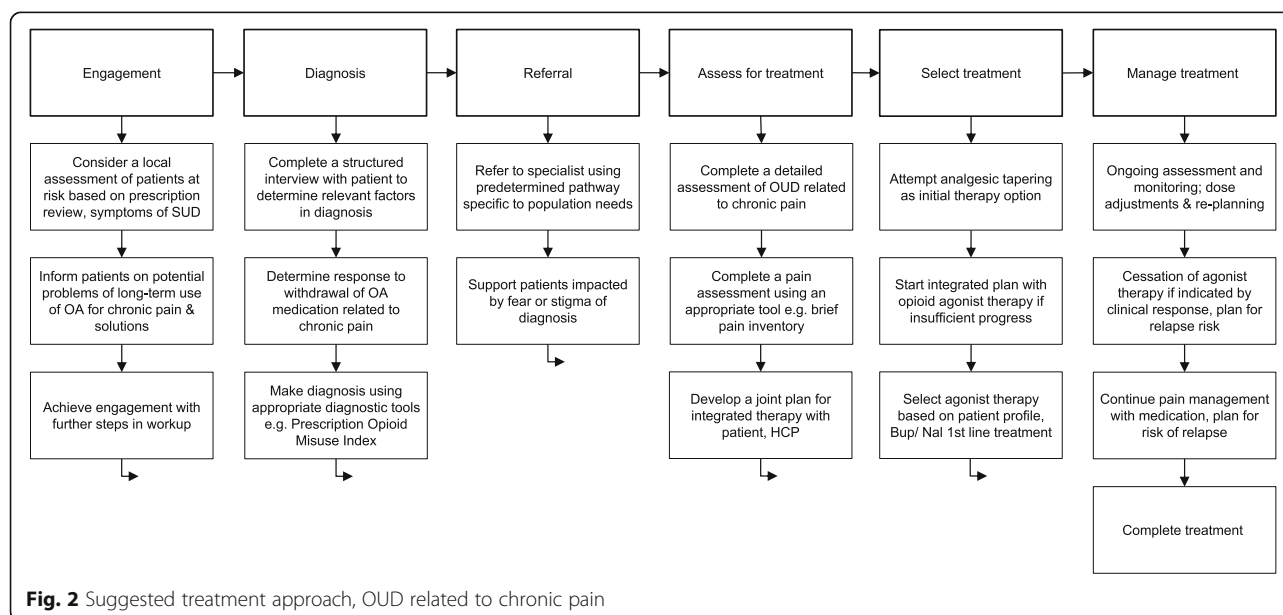 Engagement
Diagnosis
Referral
Assess for treatment
Select treatment
Manage treatment
Consider a local
assessment of patients at
risk based on prescription
review, symptoms of SUD
Inform patients on potential
problems of long-term use
of OA for chronic pain &
solutions
Achieve engagement with
further steps in workup
Complete a structured
interview with patient to
determine relevant factors
in diagnosis
Determine response to
withdrawal of OA
medication related to
chronic pain
Make diagnosis using
appropriate diagnostic tools
e.g. Prescription Opioid
Misuse Index
Refer to specialist using
predetermined pathway
specific to population needs
Support patients impacted
by fear or stigma of
diagnosis
Complete a detailed
assessment of OUD related
to chronic pain
Complete a pain
assessment using an
appropriate tool e.g. brief
pain inventory
Develop a joint plan for
integrated therapy with
patient, HCP
Attempt analgesic tapering
as initial therapy option
Start integrated plan with
opioid agonist therapy if
insufficient progress
Select agonist therapy
based on patient profile,
Bup/ Nal 1st line treatment
Ongoing assessment and
monitoring; dose
adjustments & re-planning
Cessation of agonist
therapy if indicated by
clinical response, plan for
relapse risk
Continue pain management
with medication, plan for
risk of relapse
Complete treatment
Fig. 2 Suggested treatment approach, OUD related to chronic pain